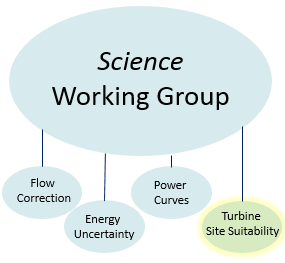 Science
Working Group
Flow
Correction
Energy
Uncertainty
Power
Curves
Turbine
Site Suitability